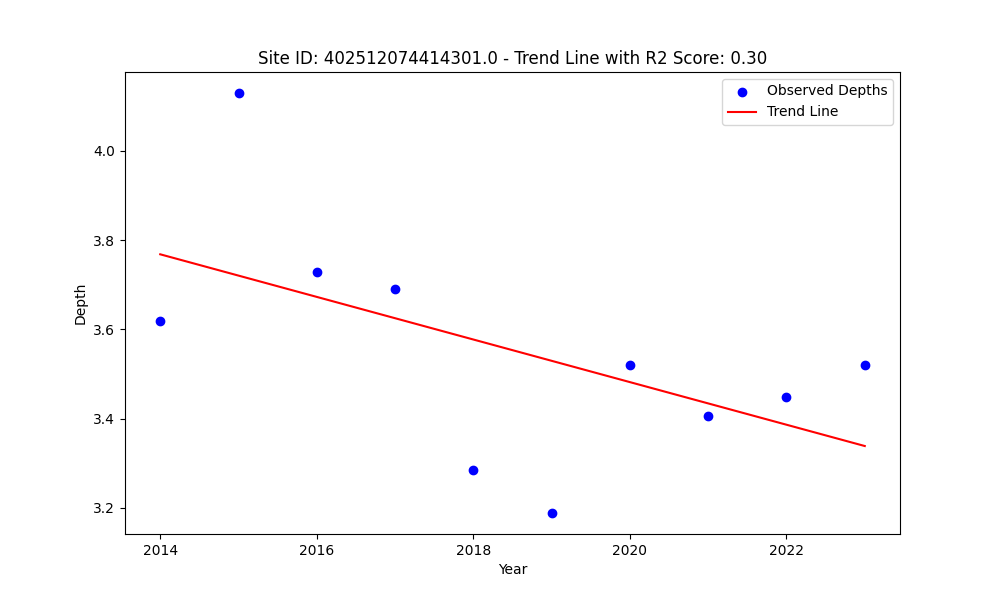 Site ID: 402512074414301.0 - Trend Line with R2 Score: 0.30
Observed Depths
Trend Line
4.0
3.8
3.6
3.4
3.2
Depth
2014
2016
2018
2020
2022
Year